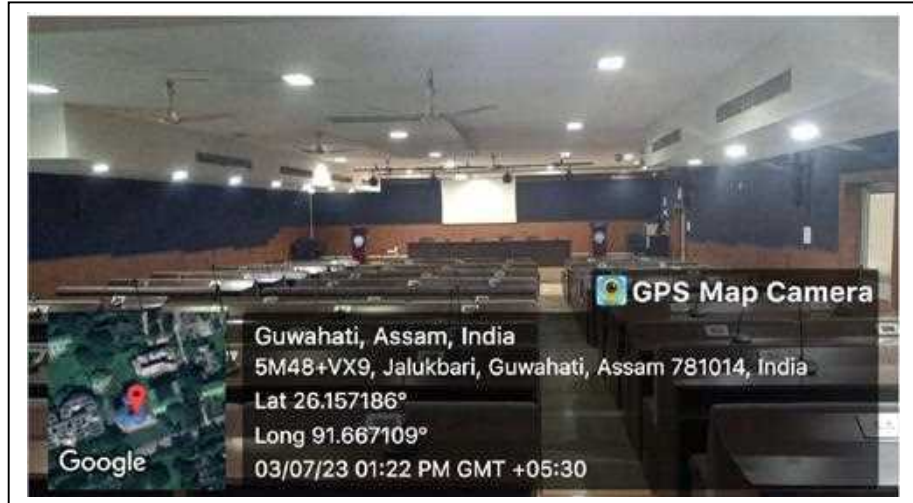 GPS Map Camera
Guwahati, Assam, India
5M48+VX9, Jalukbari, Guwahati, Assam 781014, India
Lat 26.157186°
Long 91.667109°
03/07/23 01:22 PM GMT +05:30
Google